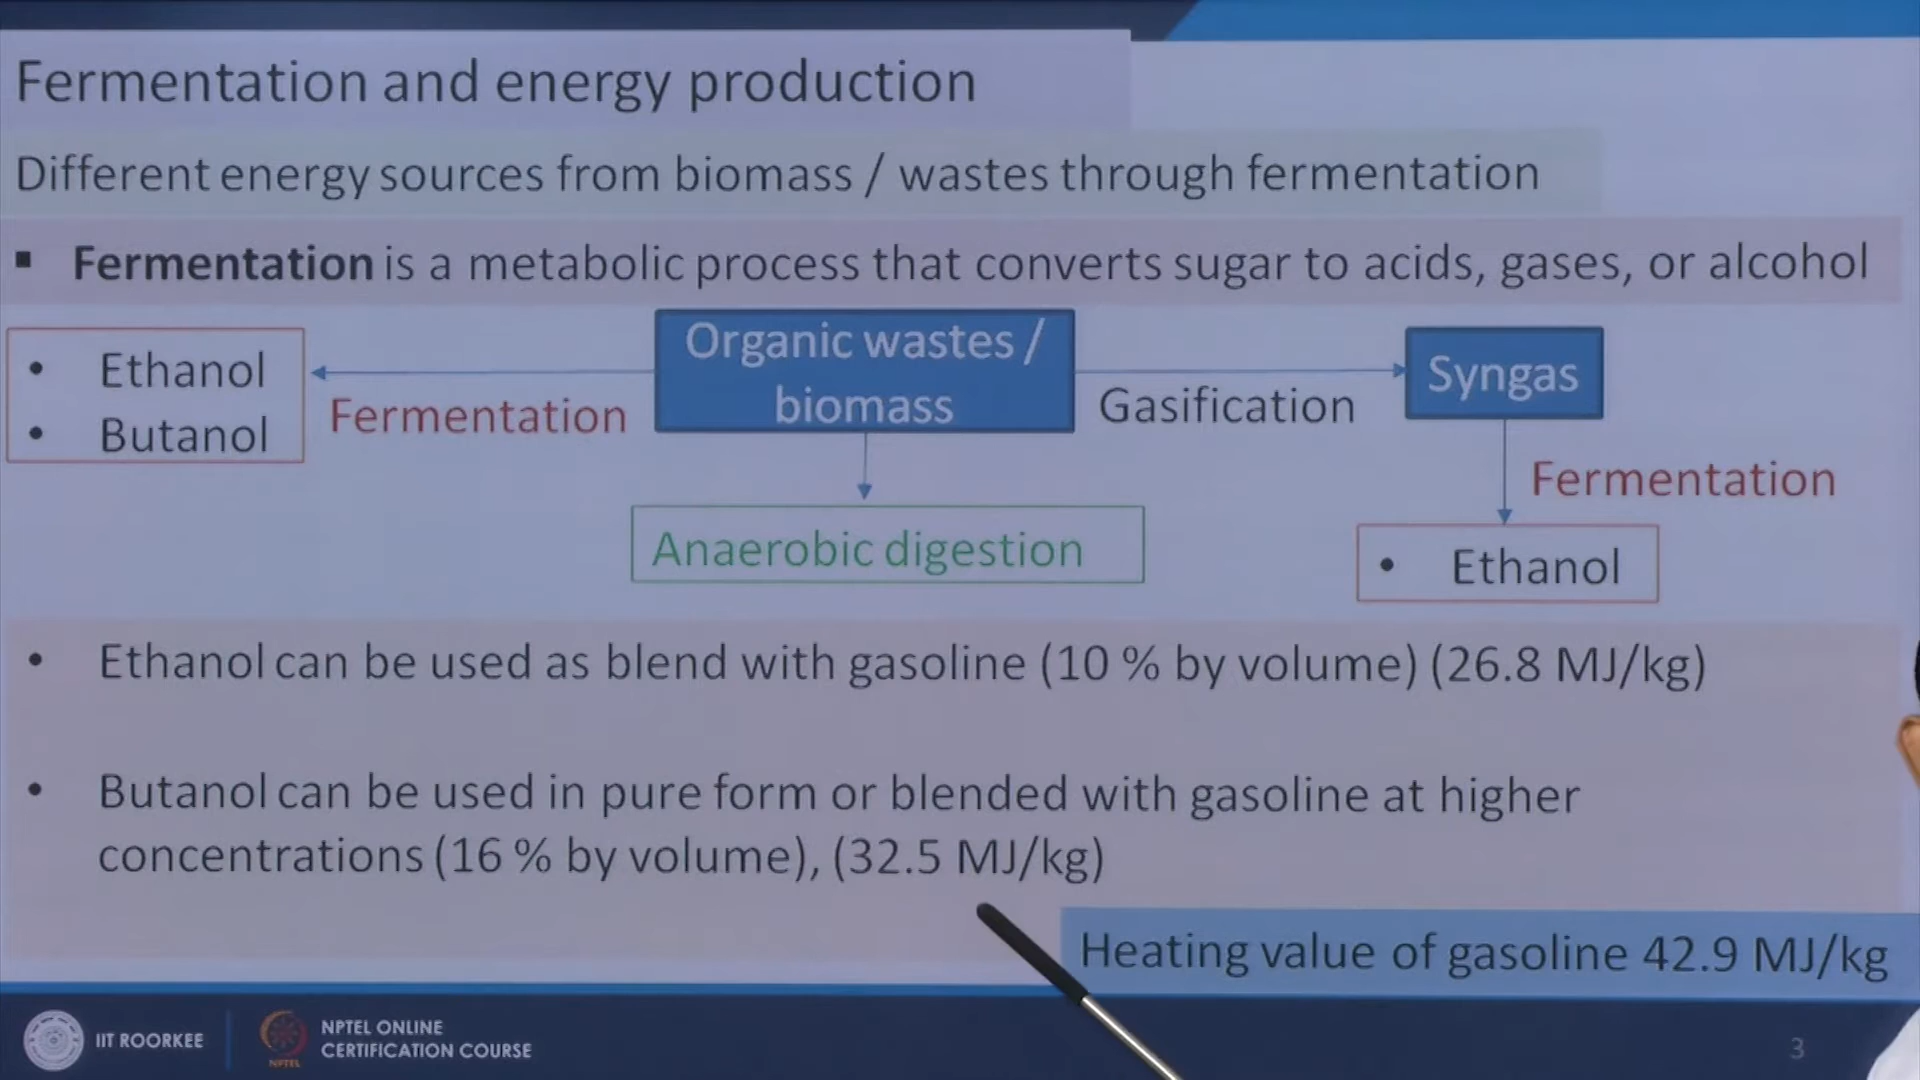 Fermentation and energy production
Different energy sources from biomass / wastes through fermentation
▪ Fermentation is a metabolic process that converts sugar to acids, gases, or alcohol
• Ethanol
• Butanol
Fermentation
Organic wastes /
biomass
Gasification
Syngas
Fermentation
Anaerobic digestion
• Ethanol
• Ethanol can be used as blend with gasoline (10 % by volume) (26.8 MJ/kg)
• Butanol can be used in pure form or blended with gasoline at higher
concentrations (16 % by volume), (32.5 MJ/kg)
Heating value of gasoline 42.9 MJ/kg
IIT ROORKEE
NPTEL
NPTEL ONLINE
CERTIFICATION COURSE
3